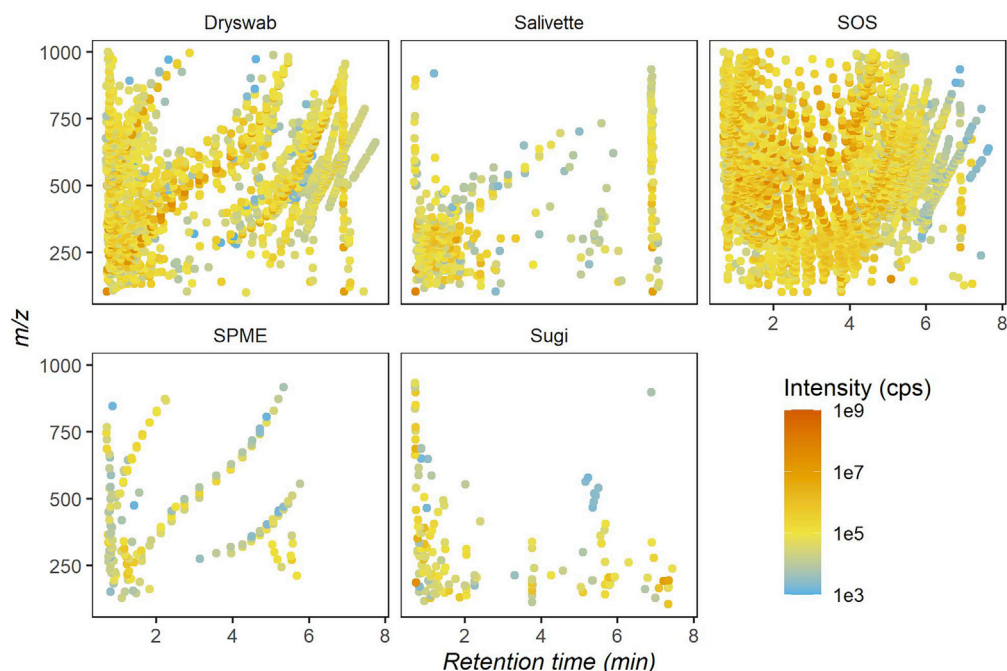 Dryswab
Salivette
SOS
1000
750
500
250
2 4 6 8
SPME
Sugi
1000
750
500
250
2 4 6 8
2 4 6 8
m/z
Retention time (min)
Intensity (cps)
1e9
1e7
1e5
1e3